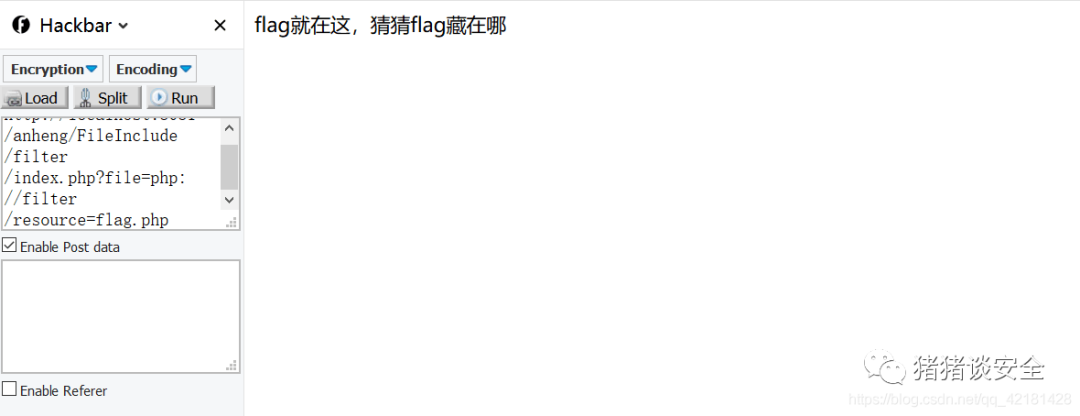 Hackbar
Encryption
Encoding
Load
Split
Run
/anheng/FileInclude
/filter
/index.php?file=php:
//filter
/resource=flag.php
Enable Post data
Enable Referer
flag就在这，猜猜flag藏在哪
猪猪谈安全
https://blog.csdn.net/qq_42181428